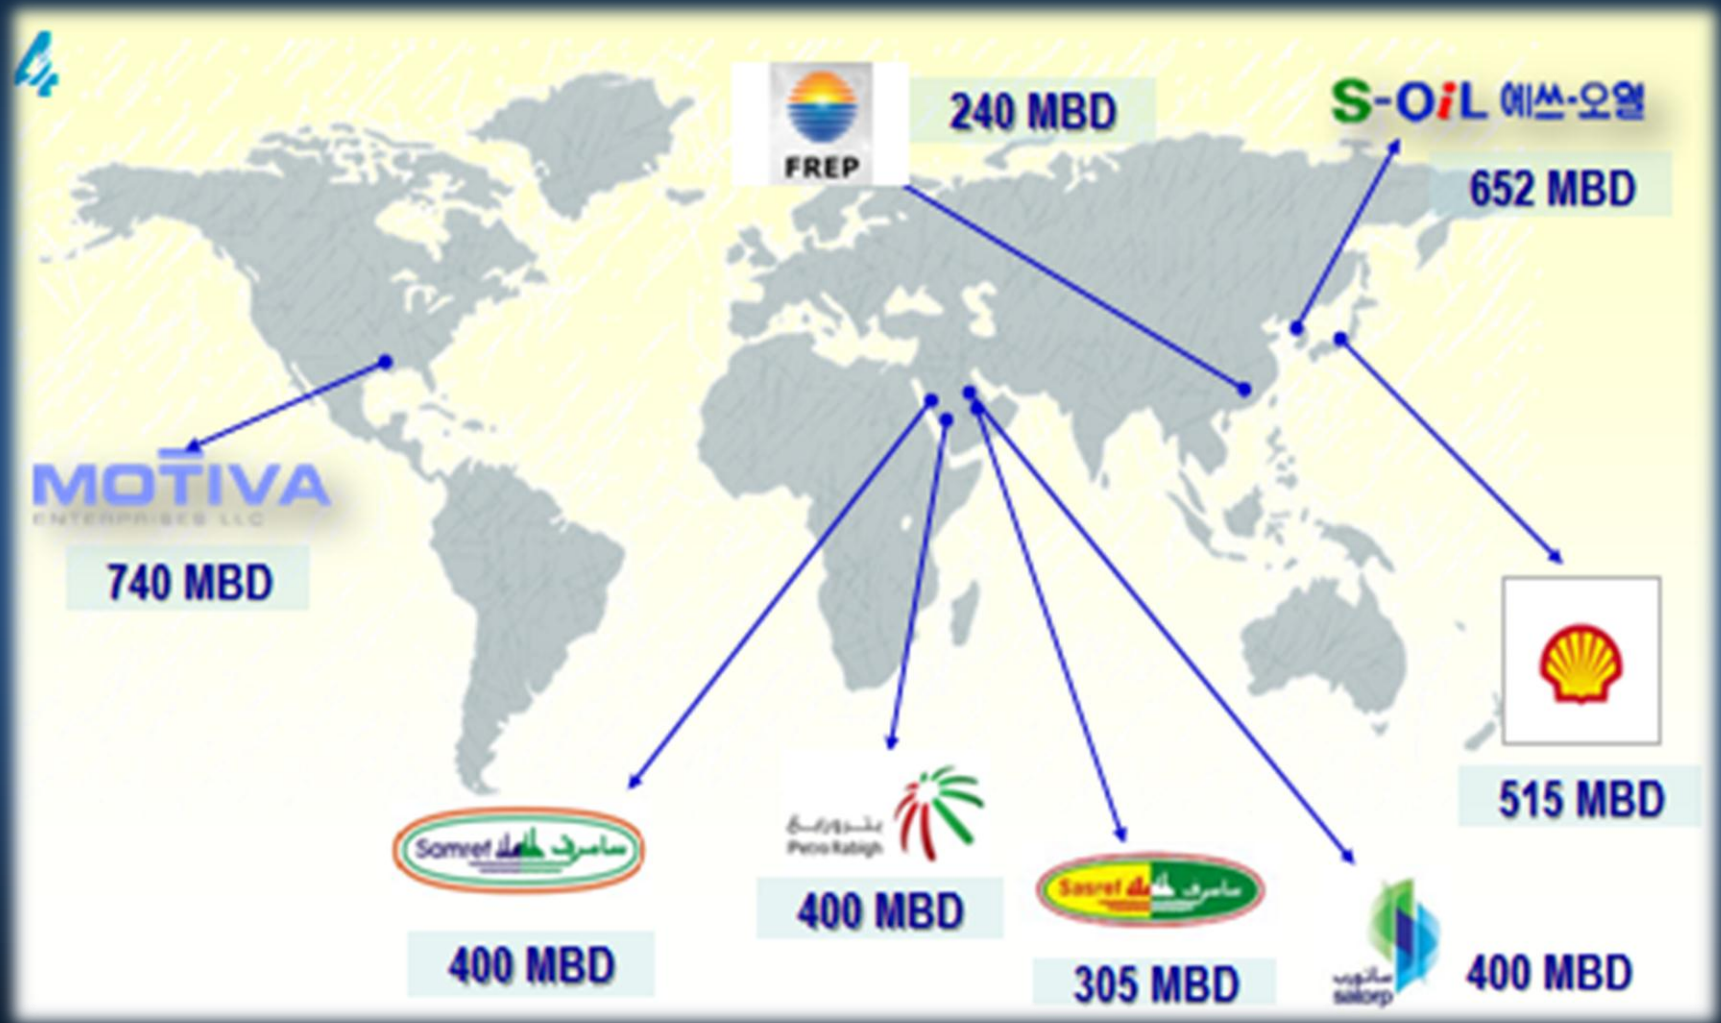 FREP
240 MBD
S-OiL 에쓰-오일
652 MBD
MOTIVA
ENTERPRISES LLC
740 MBD
515 MBD
Samref سامرف
400 MBD
بترورابغ
Petro Rabigh
400 MBD
Sasref ساسرف
305 MBD
ساتورب
satorp
400 MBD